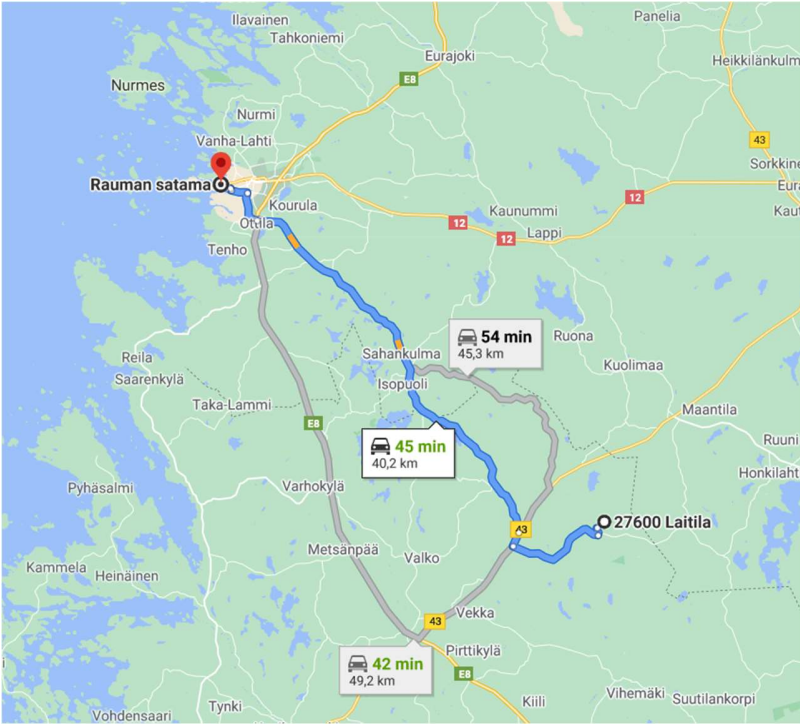 Ilavainen
Tahkoniemi
Panelia
Eurajoki
Heikkilänkulm
E8
Nurmes
Nurmi
Vanha-Lahti
43
Sorkkine
Rauman satama
12
Eura
Kourula
Kaunummi
Kaut
Ottila
12
12
Lappi
Tenho
54 min
45,3 km
Ruona
Sahankulma
Reila
Kuolimaa
Saarenkylä
Isopuoli
Taka-Lammi
Maantila
E8
45 min
40,2 km
Ruuni
Honkilaht
Varhokylä
Pyhäsalmi
43
27600 Laitila
Metsänpää
Valko
Kammela
Heinäinen
Vekka
43
Pirttikylä
42 min
49,2 km
E8
Vihemäki
Suutilankorpi
Kiili
Tynki
Vohdensaari